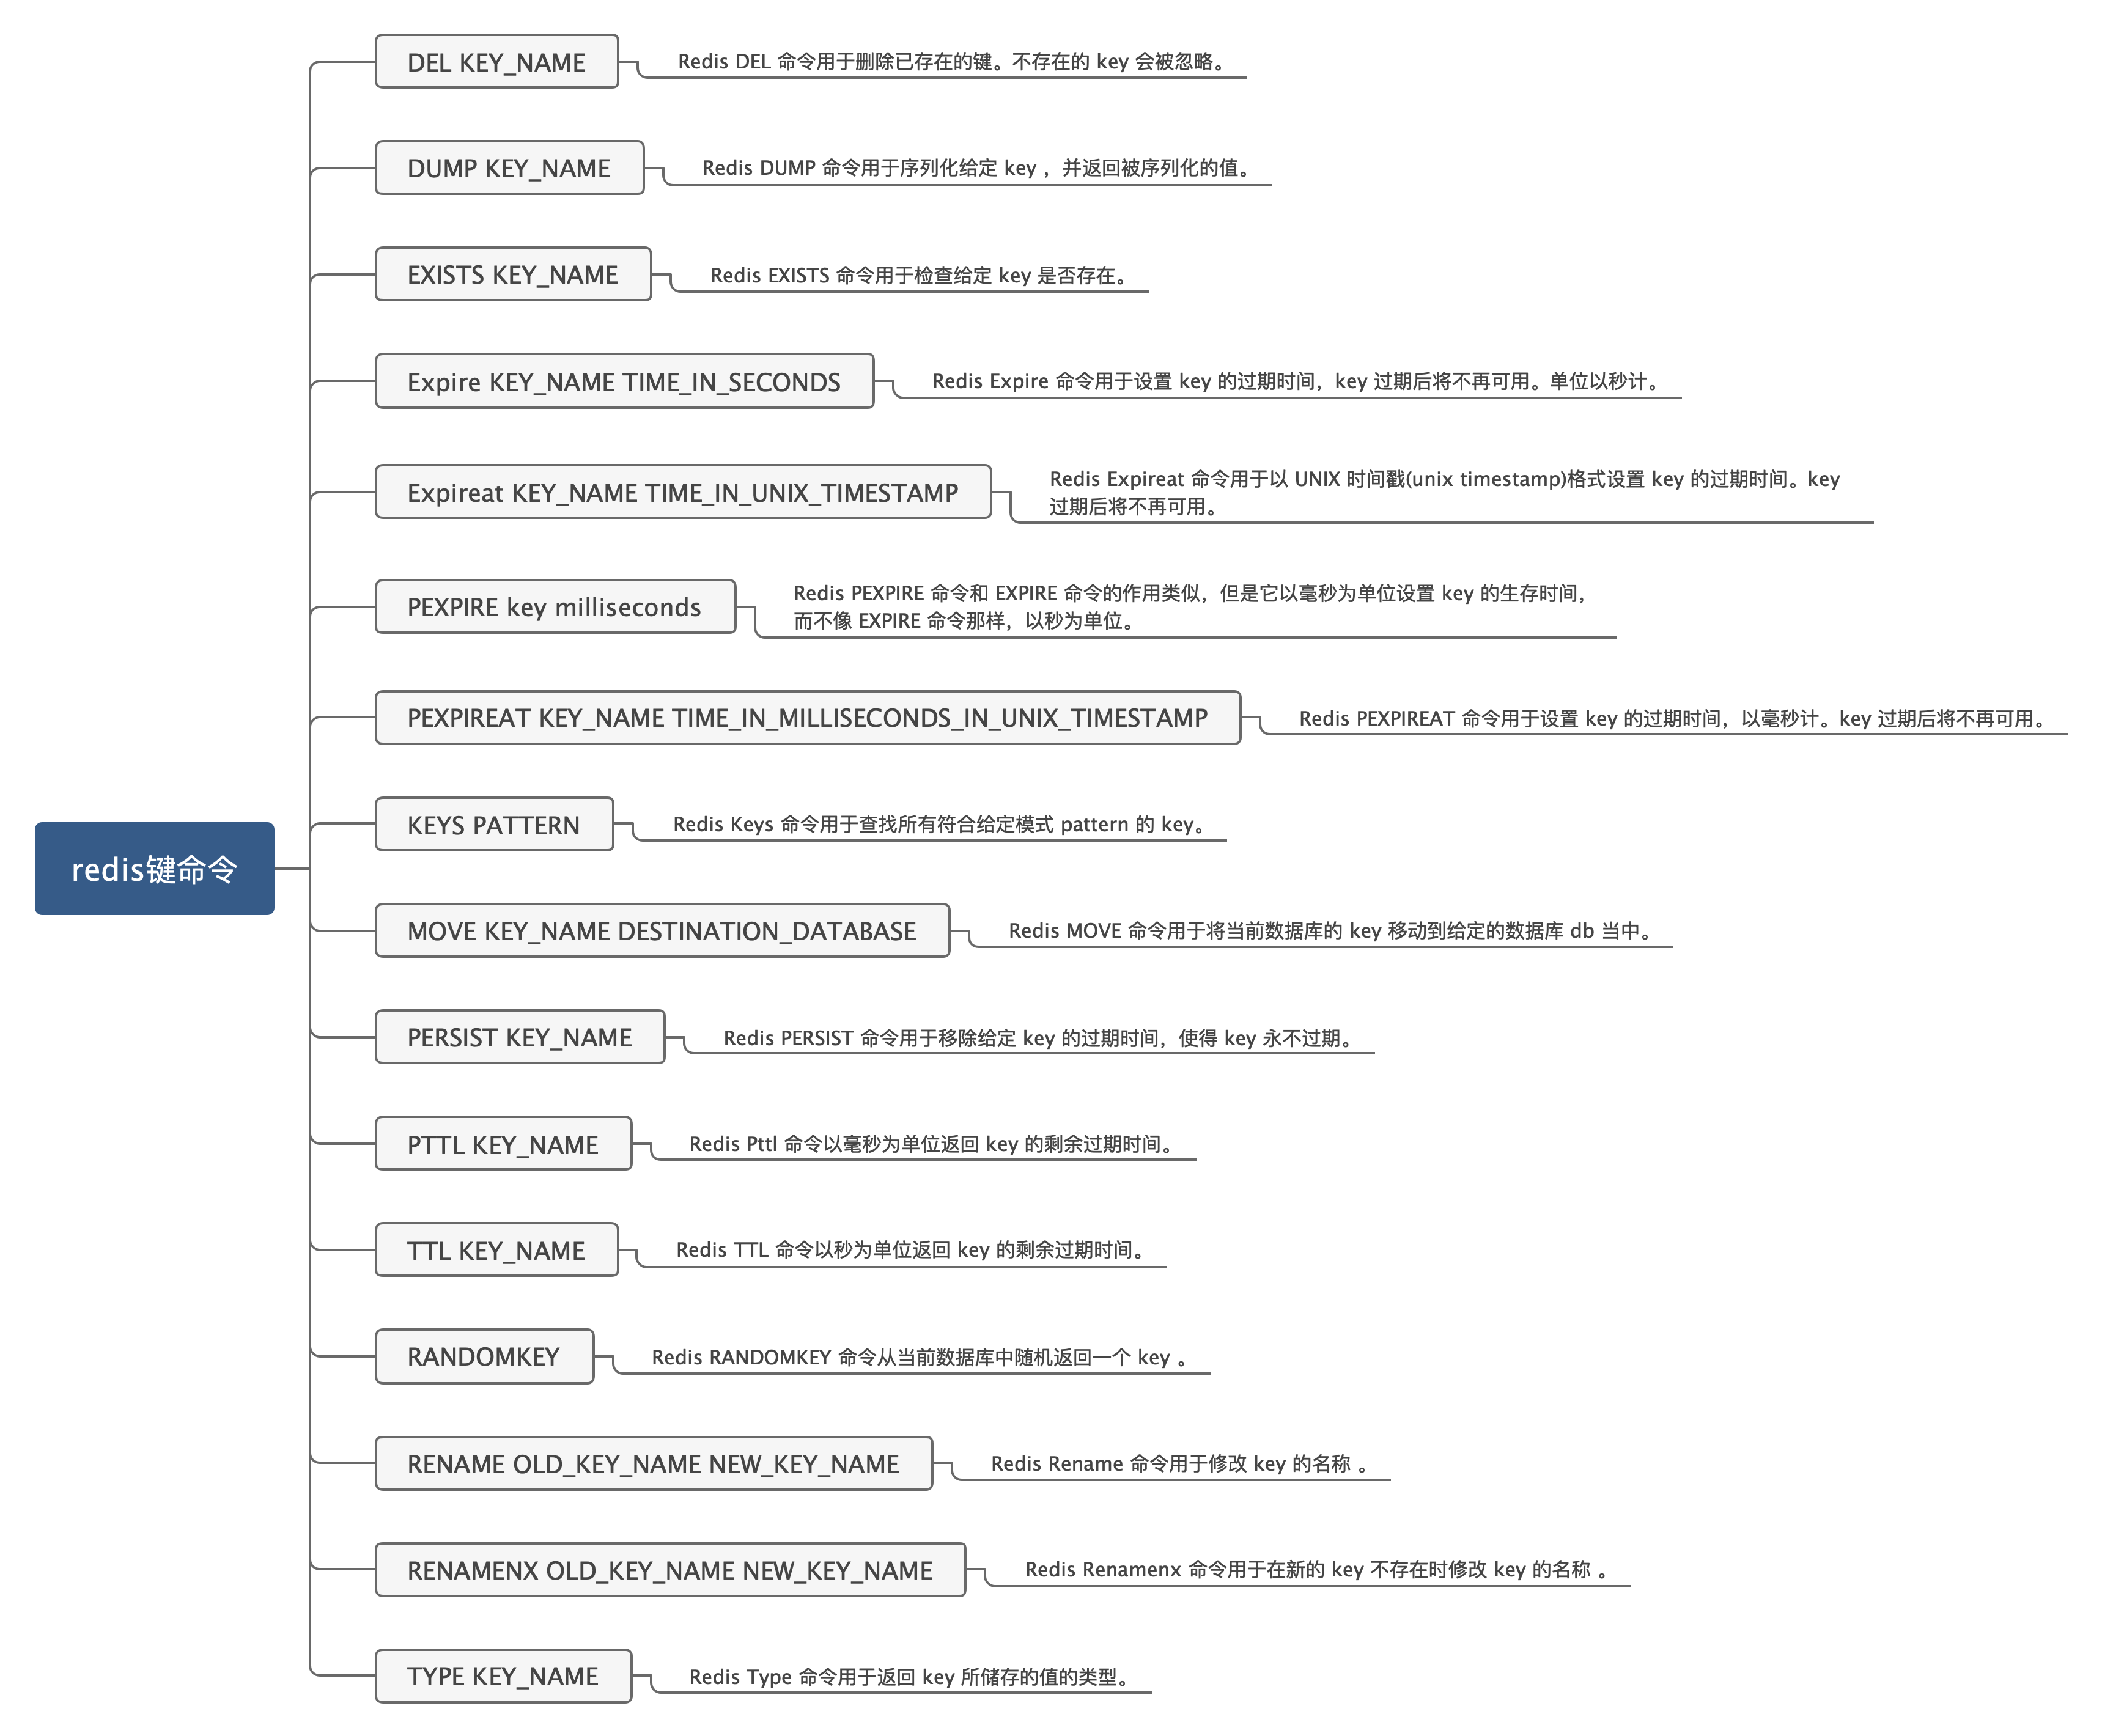 DEL KEY_NAME
Redis DEL 命令用于删除已存在的键。不存在的 key 会被忽略。
DUMP KEY_NAME
Redis DUMP 命令用于序列化给定 key ，并返回被序列化的值。
EXISTS KEY_NAME
Redis EXISTS 命令用于检查给定 key 是否存在。
Expire KEY_NAME TIME_IN_SECONDS
Redis Expire 命令用于设置 key 的过期时间，key 过期后将不再可用。单位以秒计。
Expireat KEY_NAME TIME_IN_UNIX_TIMESTAMP
Redis Expireat 命令用于以 UNIX 时间戳(unix timestamp)格式设置 key 的过期时间。key
过期后将不再可用。
PEXPIRE key milliseconds
Redis PEXPIRE 命令和 EXPIRE 命令的作用类似，但是它以毫秒为单位设置 key 的生存时间，
而不像 EXPIRE 命令那样，以秒为单位。
PEXPIREAT KEY_NAME TIME_IN_MILLISECONDS_IN_UNIX_TIMESTAMP
Redis PEXPIREAT 命令用于设置 key 的过期时间，以毫秒计。key 过期后将不再可用。
KEYS PATTERN
Redis Keys 命令用于查找所有符合给定模式 pattern 的 key。
redis键命令
MOVE KEY_NAME DESTINATION_DATABASE
Redis MOVE 命令用于将当前数据库的 key 移动到给定的数据库 db 当中。
PERSIST KEY_NAME
Redis PERSIST 命令用于移除给定 key 的过期时间，使得 key 永不过期。
PTTL KEY_NAME
Redis Pttl 命令以毫秒为单位返回 key 的剩余过期时间。
TTL KEY_NAME
Redis TTL 命令以秒为单位返回 key 的剩余过期时间。
RANDOMKEY
Redis RANDOMKEY 命令从当前数据库中随机返回一个 key 。
RENAME OLD_KEY_NAME NEW_KEY_NAME
Redis Rename 命令用于修改 key 的名称 。
RENAMENX OLD_KEY_NAME NEW_KEY_NAME
Redis Renamenx 命令用于在新的 key 不存在时修改 key 的名称 。
TYPE KEY_NAME
Redis Type 命令用于返回 key 所储存的值的类型。